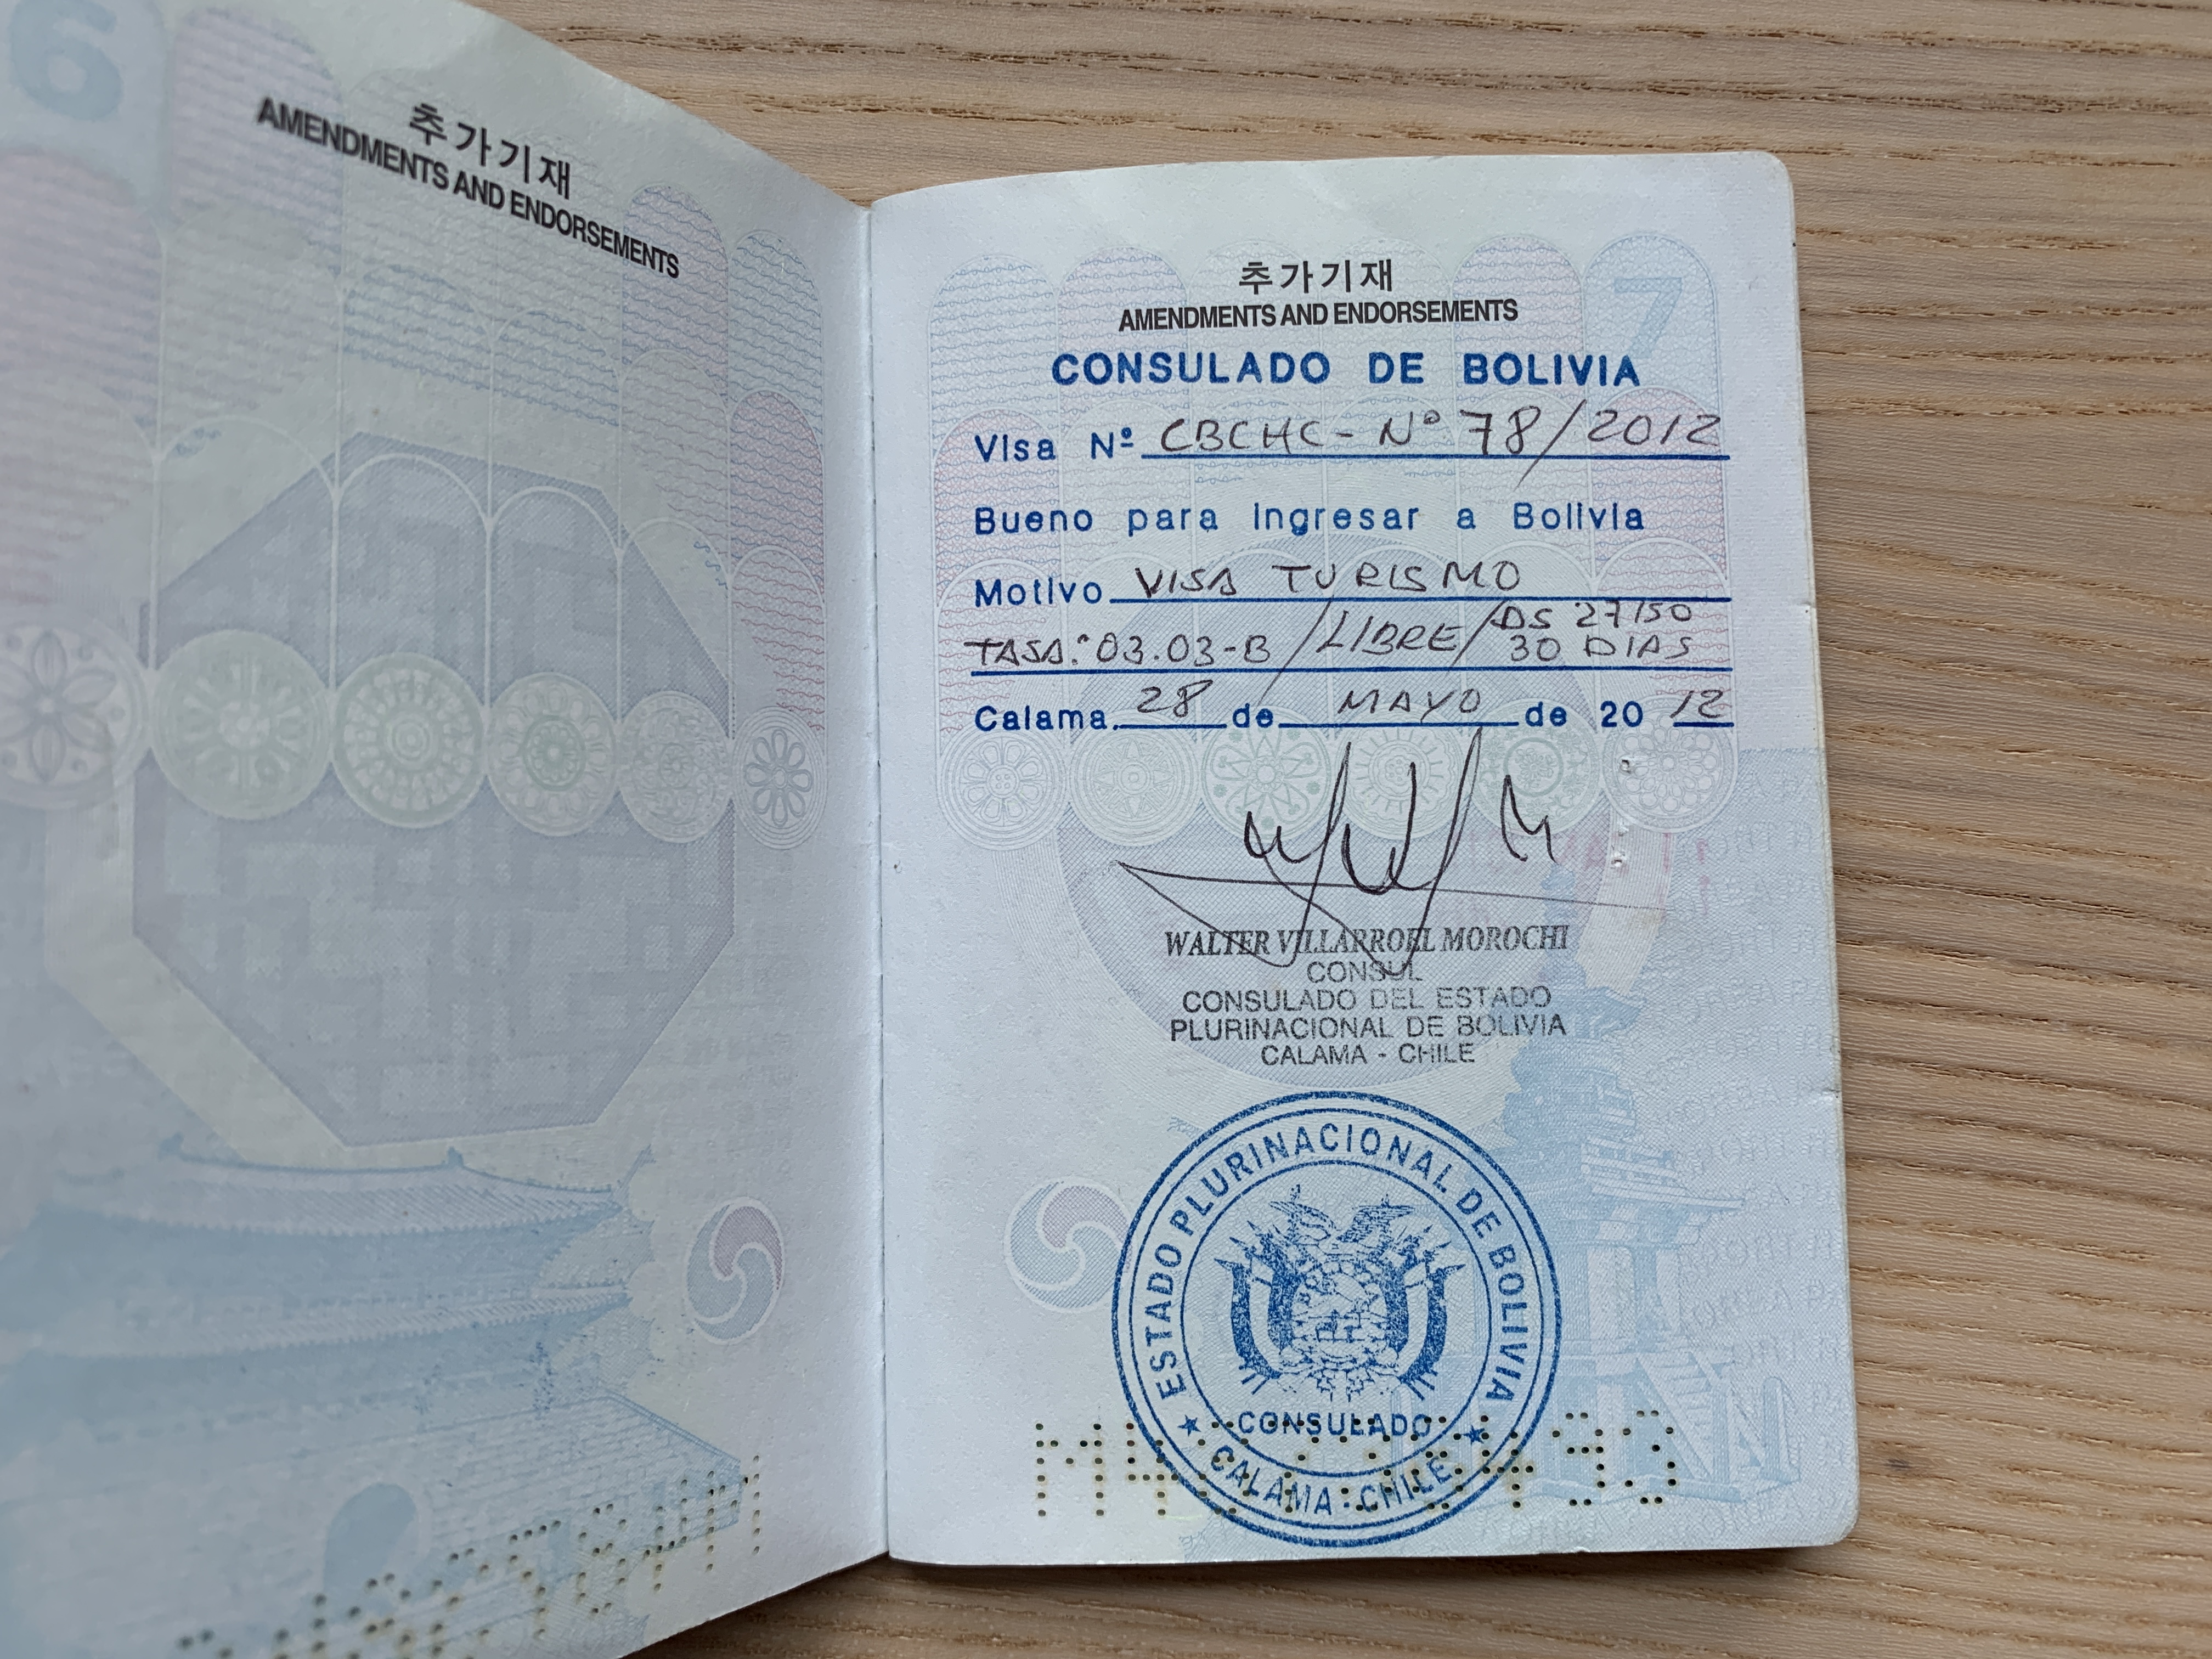 6
추가기재
AMENDMENTS AND ENDORSEMENTS
7
추가기재
AMENDMENTS AND ENDORSEMENTS
CONSULADO DE BOLIVIA
Visa Nº CBCHC - Nº 78/2012
Bueno para ingresar a Bolivia
Motivo VISA TURISMO
TASA: 03.03-B / LIBRE / DS 27150
30 DIAS
Calama, 28 de MAYO de 2012
WALTER VILLARROEL MOROCHI
CONSUL
CONSULADO DEL ESTADO
PLURINACIONAL DE BOLIVIA
CALAMA - CHILE
ESTADO PLURINACIONAL DE BOLIVIA
CONSULADO
CALAMA - CHILE